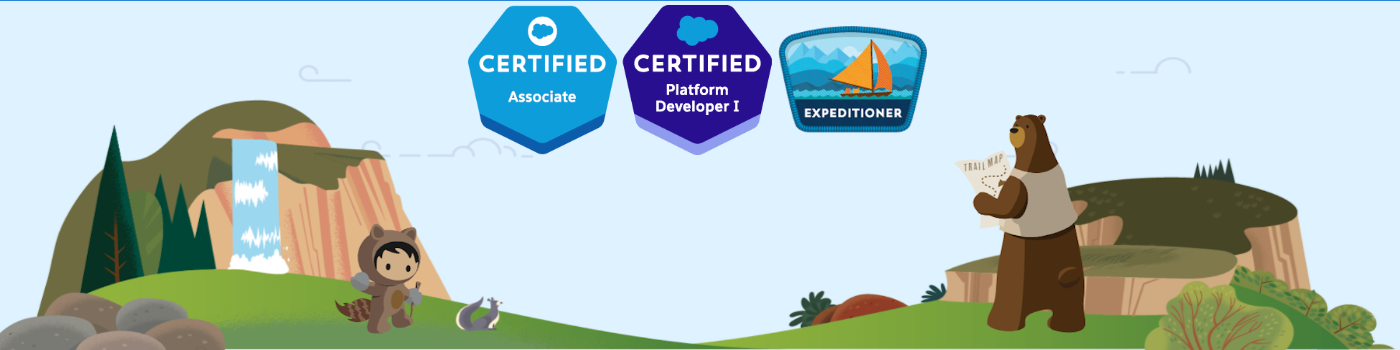 CERTIFIED
Associate
CERTIFIED
Platform
Developer I
EXPEDITIONER
TRAIL MAP